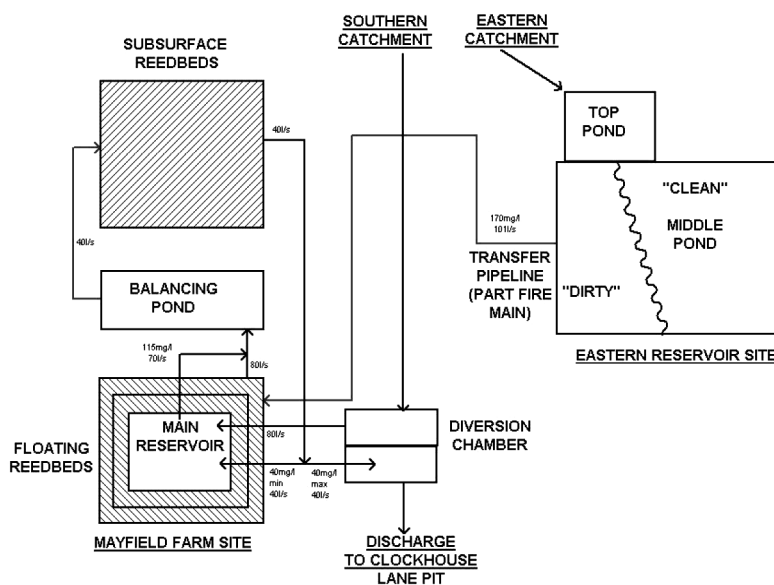 SOUTHERN
CATCHMENT
EASTERN
CATCHMENT
SUBSURFACE
REEDBEDS
TOP
POND
40l/s
40l/s
"CLEAN"
MIDDLE
POND
170mg/l
10l/s
TRANSFER
PIPELINE
(PART FIRE
MAIN)
"DIRTY"
EASTERN RESERVOIR SITE
BALANCING
POND
115mg/l
70l/s
80l/s
MAIN
RESERVOIR
FLOATING
REEDBEDS
80l/s
DIVERSION
CHAMBER
40mg/l
min
40l/s
40mg/l
max
40l/s
MAYFIELD FARM SITE
DISCHARGE
TO CLOCKHOUSE
LANE PIT